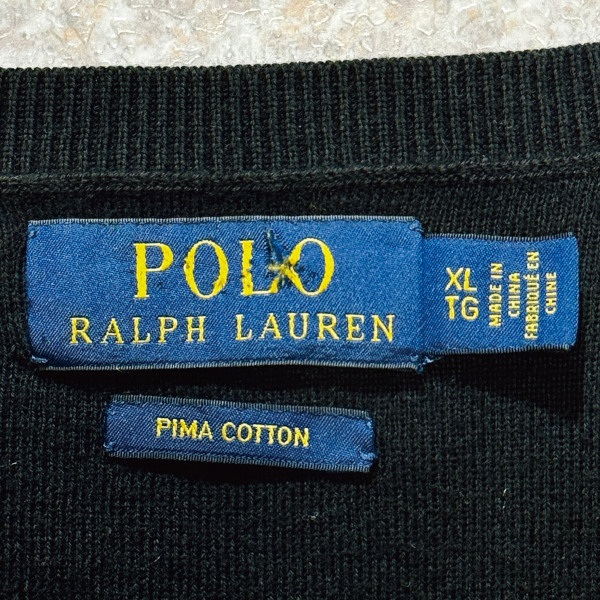 POLO
RALPH LAUREN
XL
TG
MADE IN
CHINA
FABRIQUÉ EN
CHINE
PIMA COTTON